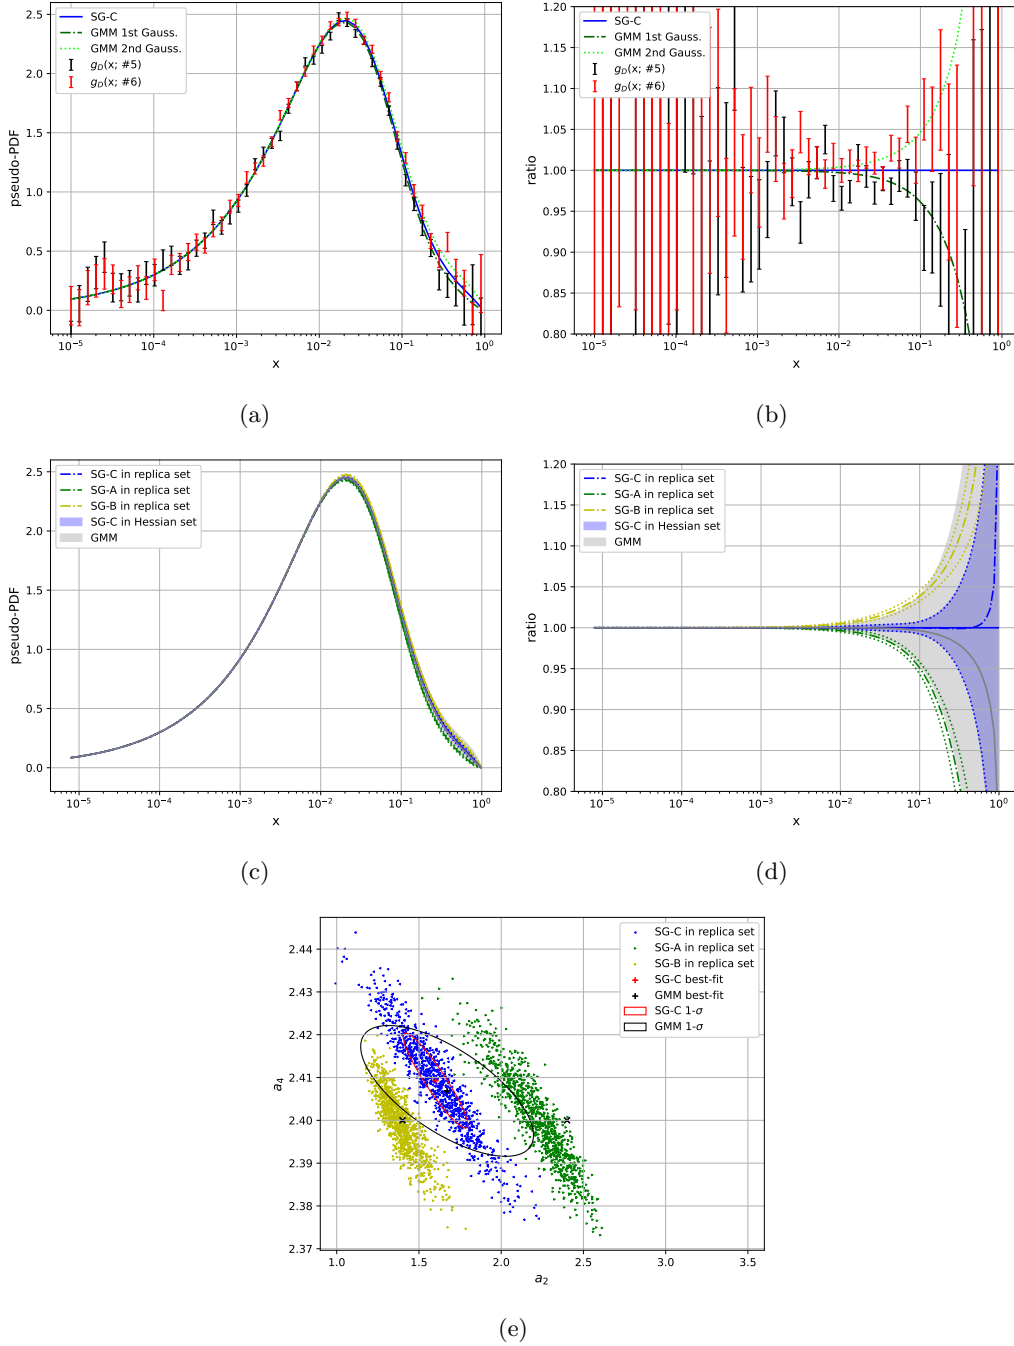 SG-C
GMM 1st Gauss.
GMM 2nd Gauss.
g_D(x; #5)
g_D(x; #6)
pseudo-PDF
2.5
2.0
1.5
1.0
0.5
0.0
10⁻⁵ 10⁻⁴ 10⁻³ 10⁻² 10⁻¹ 10⁰
x
(a)
SG-C
GMM 1st Gauss.
GMM 2nd Gauss.
g_D(x; #5)
g_D(x; #6)
ratio
1.20
1.15
1.10
1.05
1.00
0.95
0.90
0.85
0.80
10⁻⁵ 10⁻⁴ 10⁻³ 10⁻² 10⁻¹ 10⁰
x
(b)
SG-C in replica set
SG-A in replica set
SG-B in replica set
SG-C in Hessian set
GMM
pseudo-PDF
2.5
2.0
1.5
1.0
0.5
0.0
10⁻⁵ 10⁻⁴ 10⁻³ 10⁻² 10⁻¹ 10⁰
x
(c)
SG-C in replica set
SG-A in replica set
SG-B in replica set
SG-C in Hessian set
GMM
ratio
1.20
1.15
1.10
1.05
1.00
0.95
0.90
0.85
0.80
10⁻⁵ 10⁻⁴ 10⁻³ 10⁻² 10⁻¹ 10⁰
x
(d)
SG-C in replica set
SG-A in replica set
SG-B in replica set
SG-C best-fit
GMM best-fit
SG-C 1-σ
GMM 1-σ
a₄
2.44
2.43
2.42
2.41
2.40
2.39
2.38
2.37
1.0 1.5 2.0 2.5 3.0 3.5
a₂
(e)